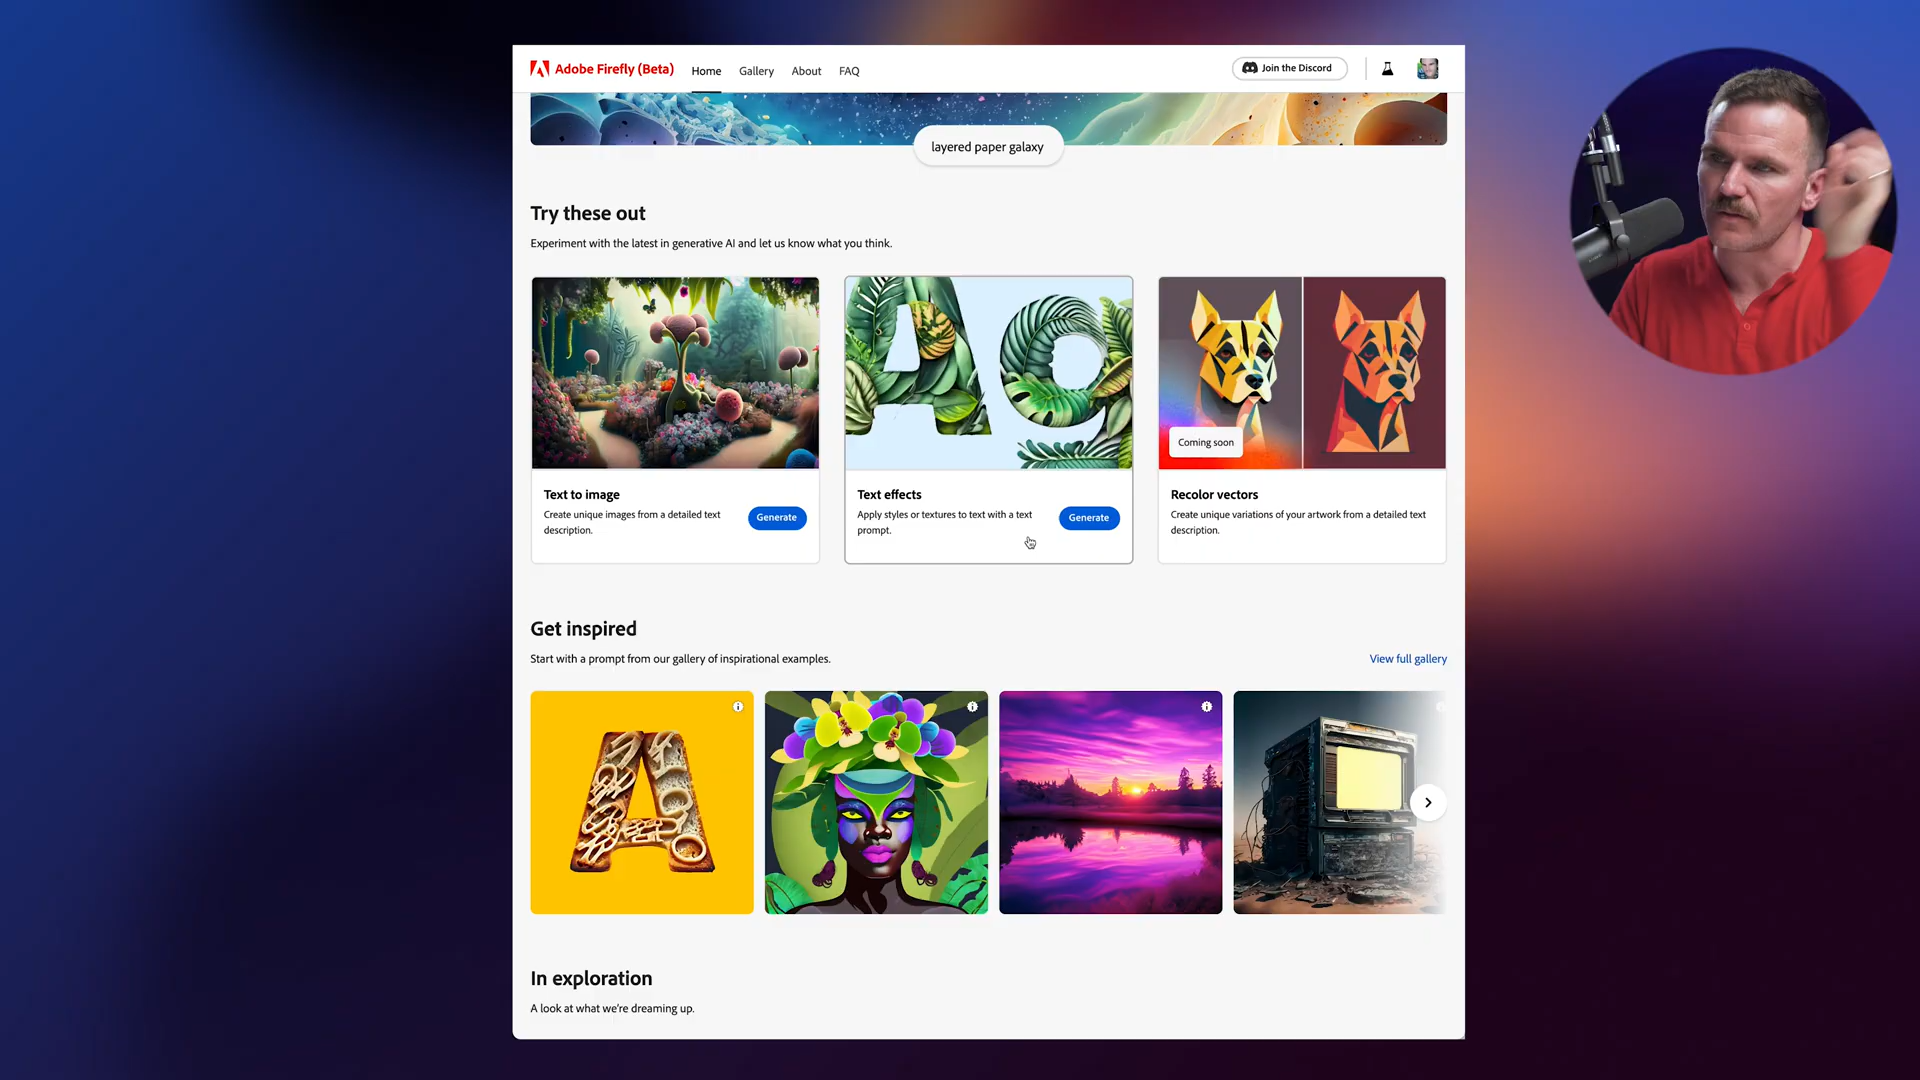 Adobe Firefly (Beta)
Home
Gallery
About
FAQ
Join the Discord
layered paper galaxy
Try these out
Experiment with the latest in generative AI and let us know what you think.
Text to image
Create unique images from a detailed text
description.
Generate
Ag
Text effects
Apply styles or textures to text with a text
prompt.
Generate
Coming soon
Recolor vectors
Create unique variations of your artwork from a detailed text
description.
Get inspired
Start with a prompt from our gallery of inspirational examples.
View full gallery
A
In exploration
A look at what we're dreaming up.